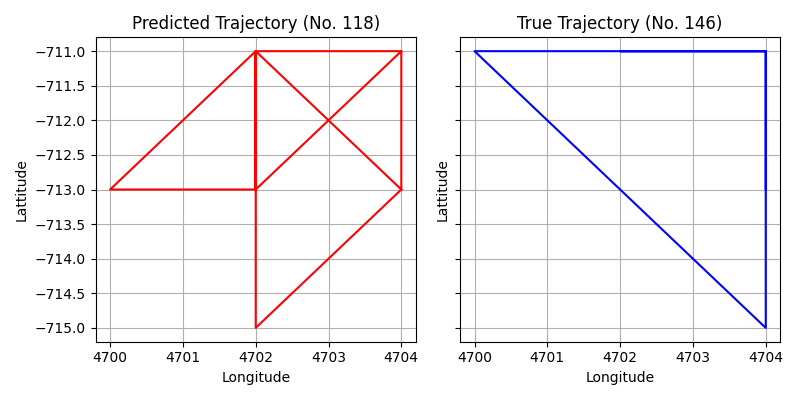 Predicted Trajectory (No. 118)
True Trajectory (No. 146)
−711.0
−711.5
−712.0
−712.5
−713.0
−713.5
−714.0
−714.5
−715.0
Lattitude
Lattitude
4700 4701 4702 4703 4704
4700 4701 4702 4703 4704
Longitude
Longitude